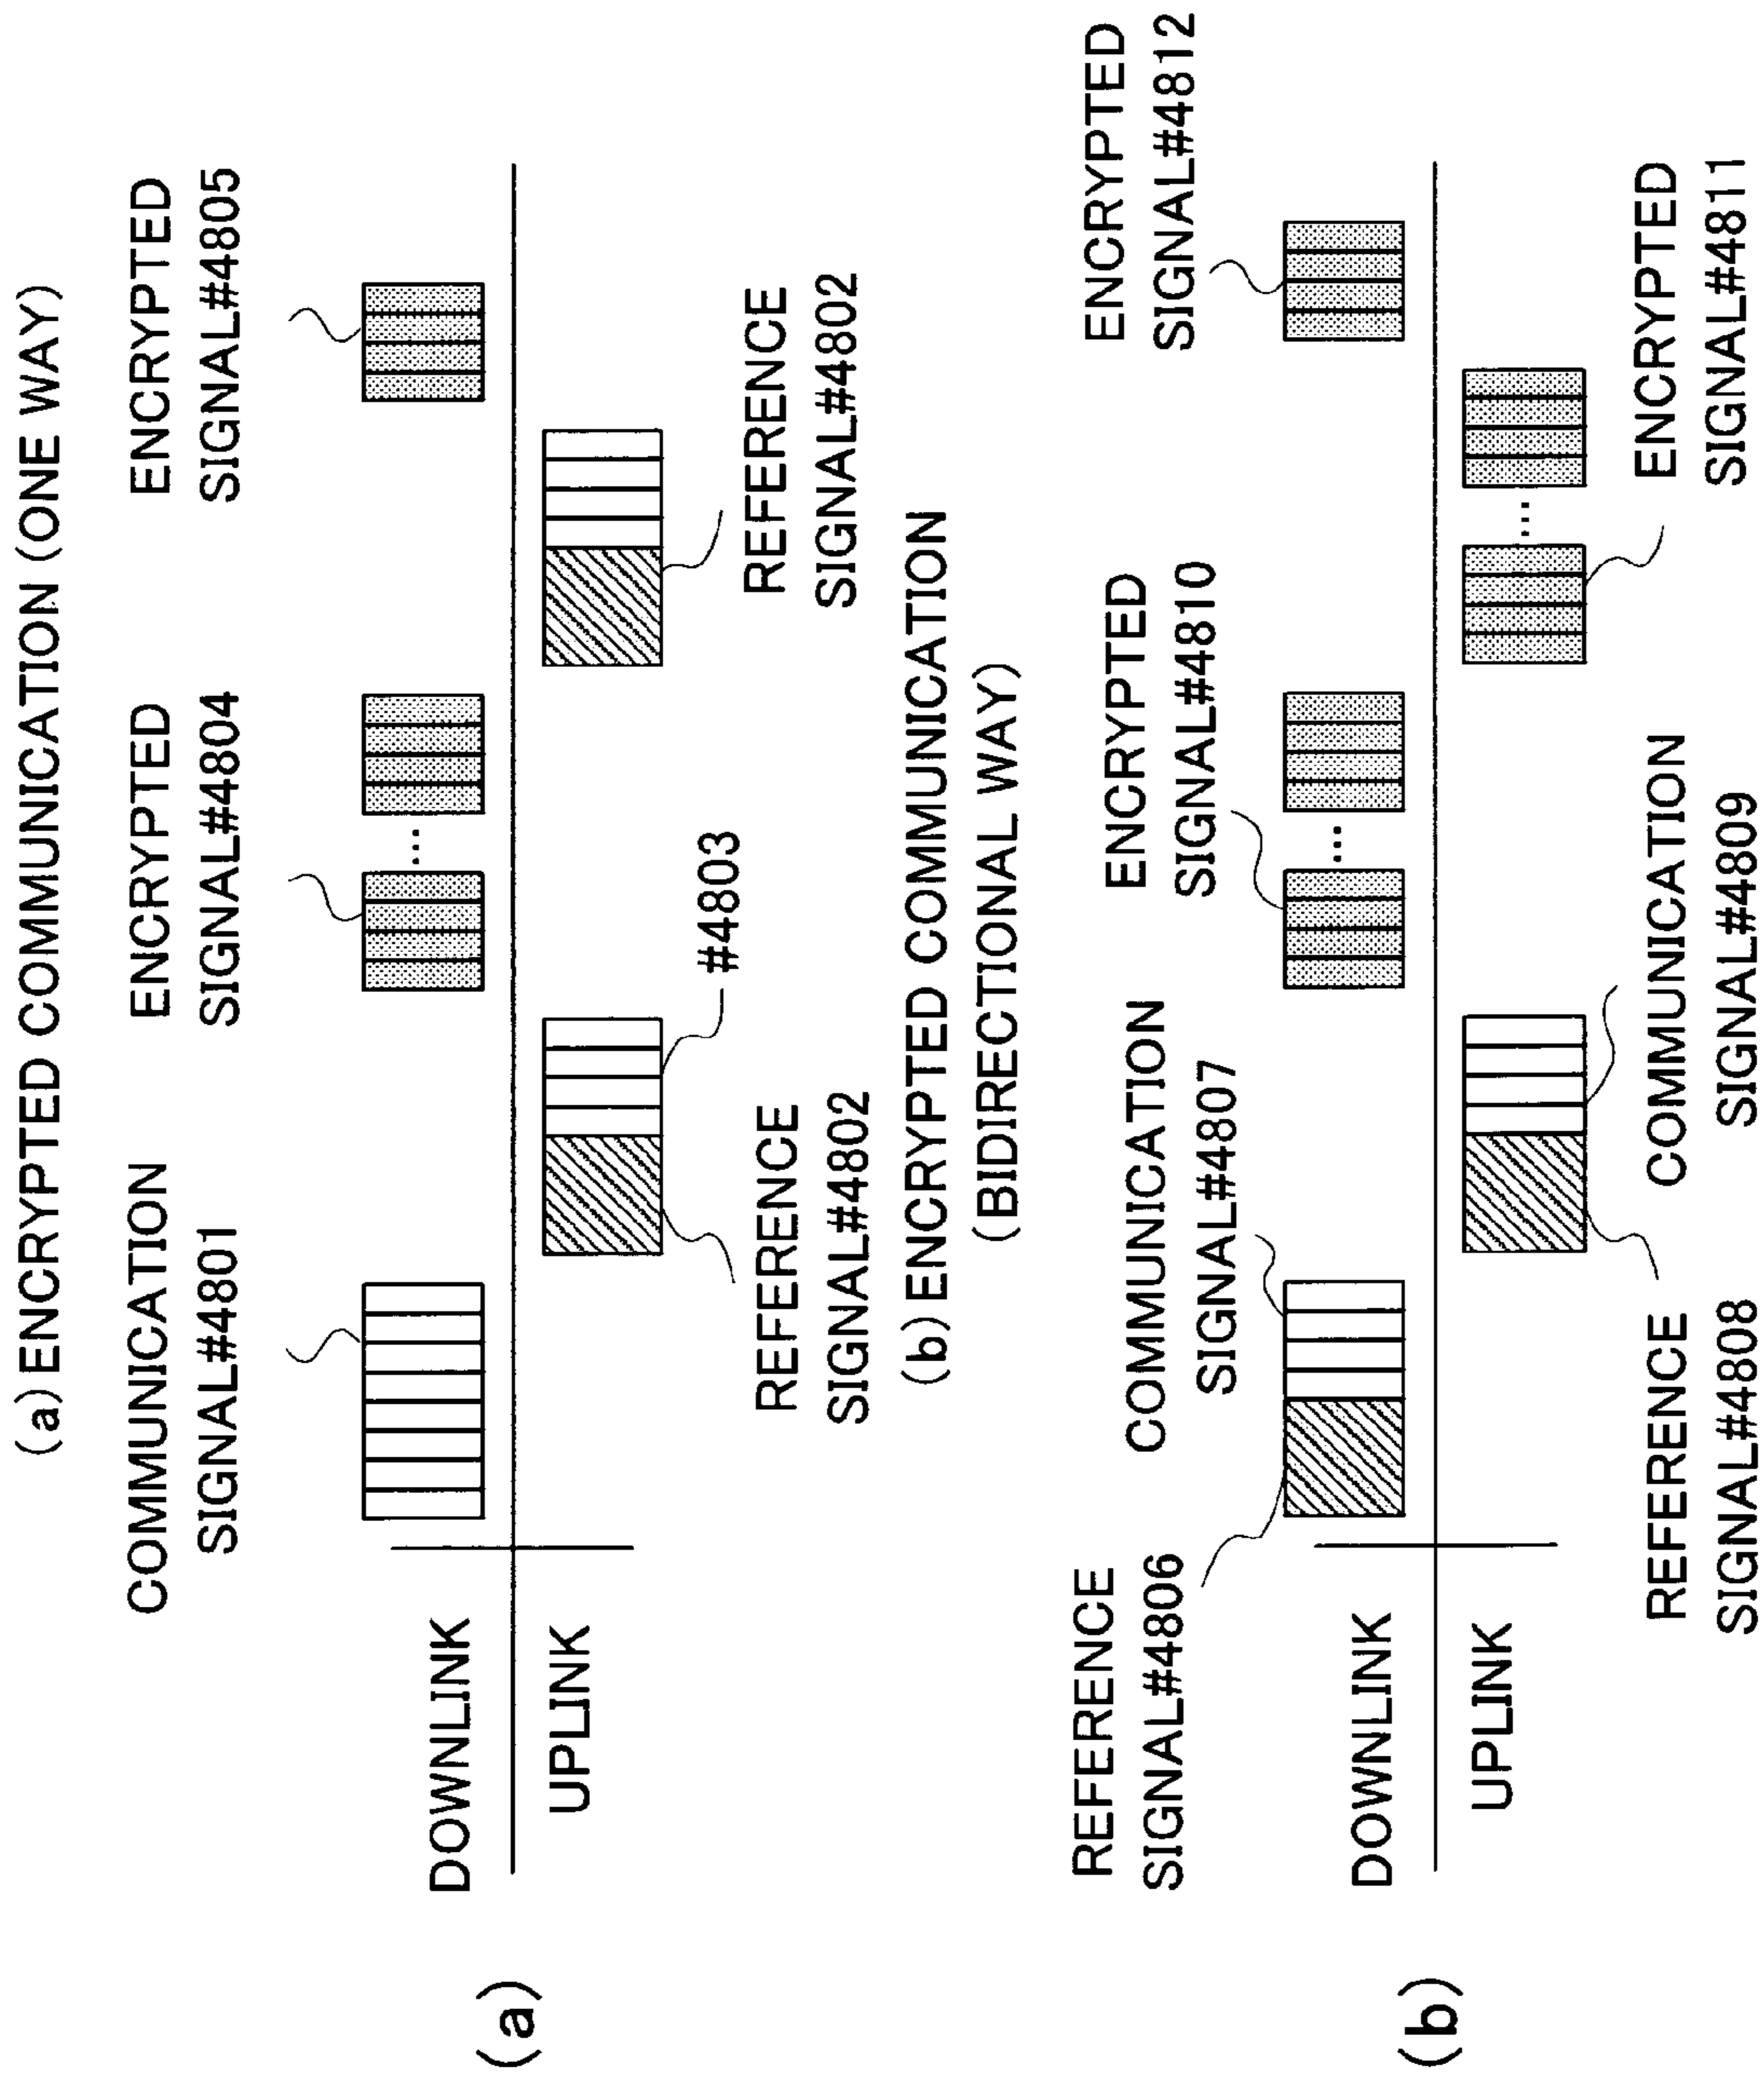 (a) ENCRYPTED COMMUNICATION (ONE WAY)
COMMUNICATION
SIGNAL#4801
ENCRYPTED
SIGNAL#4804
ENCRYPTED
SIGNAL#4805
(a)
DOWNLINK
...
UPLINK
#4803
REFERENCE
SIGNAL#4802
REFERENCE
SIGNAL#4802
(b) ENCRYPTED COMMUNICATION
(BIDIRECTIONAL WAY)
REFERENCE
SIGNAL#4806
COMMUNICATION
SIGNAL#4807
ENCRYPTED
SIGNAL#4810
ENCRYPTED
SIGNAL#4812
(b)
DOWNLINK
...
UPLINK
...
REFERENCE
SIGNAL#4808
COMMUNICATION
SIGNAL#4809
ENCRYPTED
SIGNAL#4811